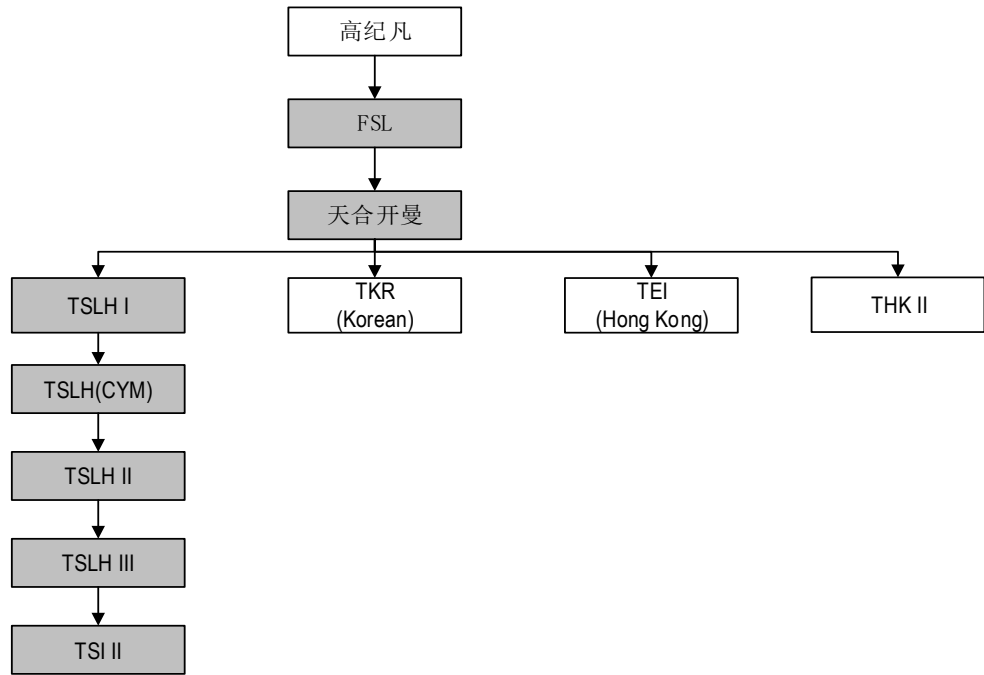 高纪凡
FSL
天合开曼
TSLH I
TKR
(Korean)
TEI
(Hong Kong)
THK II
TSLH(CYM)
TSLH II
TSLH III
TSI II